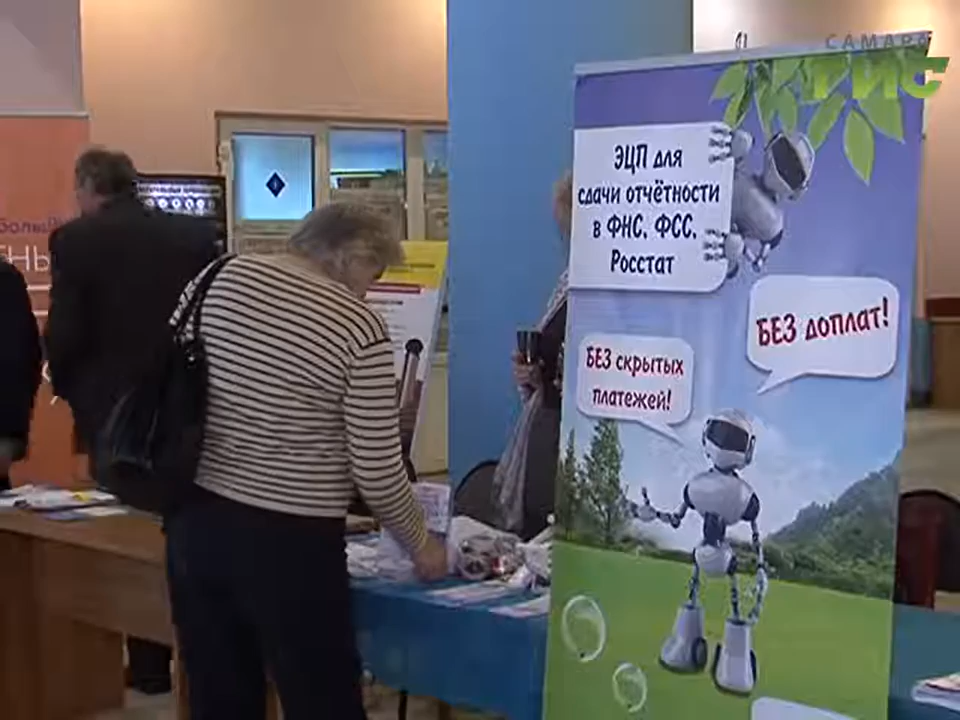 САМАРА
ГИС
ЭЦП для
сдачи отчётности
в ФНС, ФСС,
Росстат
БЕЗ доплат!
БЕЗ скрытых
платежей!